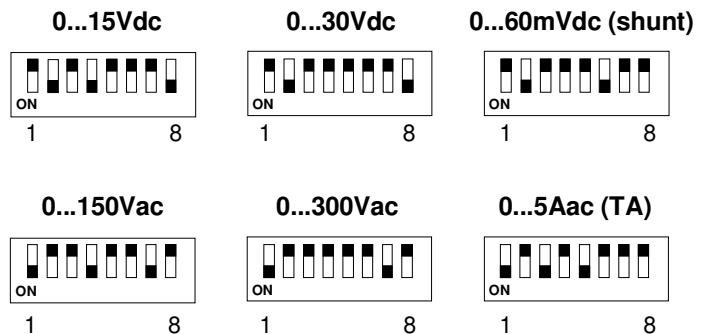 0...15Vdc 0...30Vdc 0...60mVdc (shunt)
ON ON ON
1 8 1 8 1 8
0...150Vac 0...300Vac 0...5Aac (TA)
ON ON ON
1 8 1 8 1 8